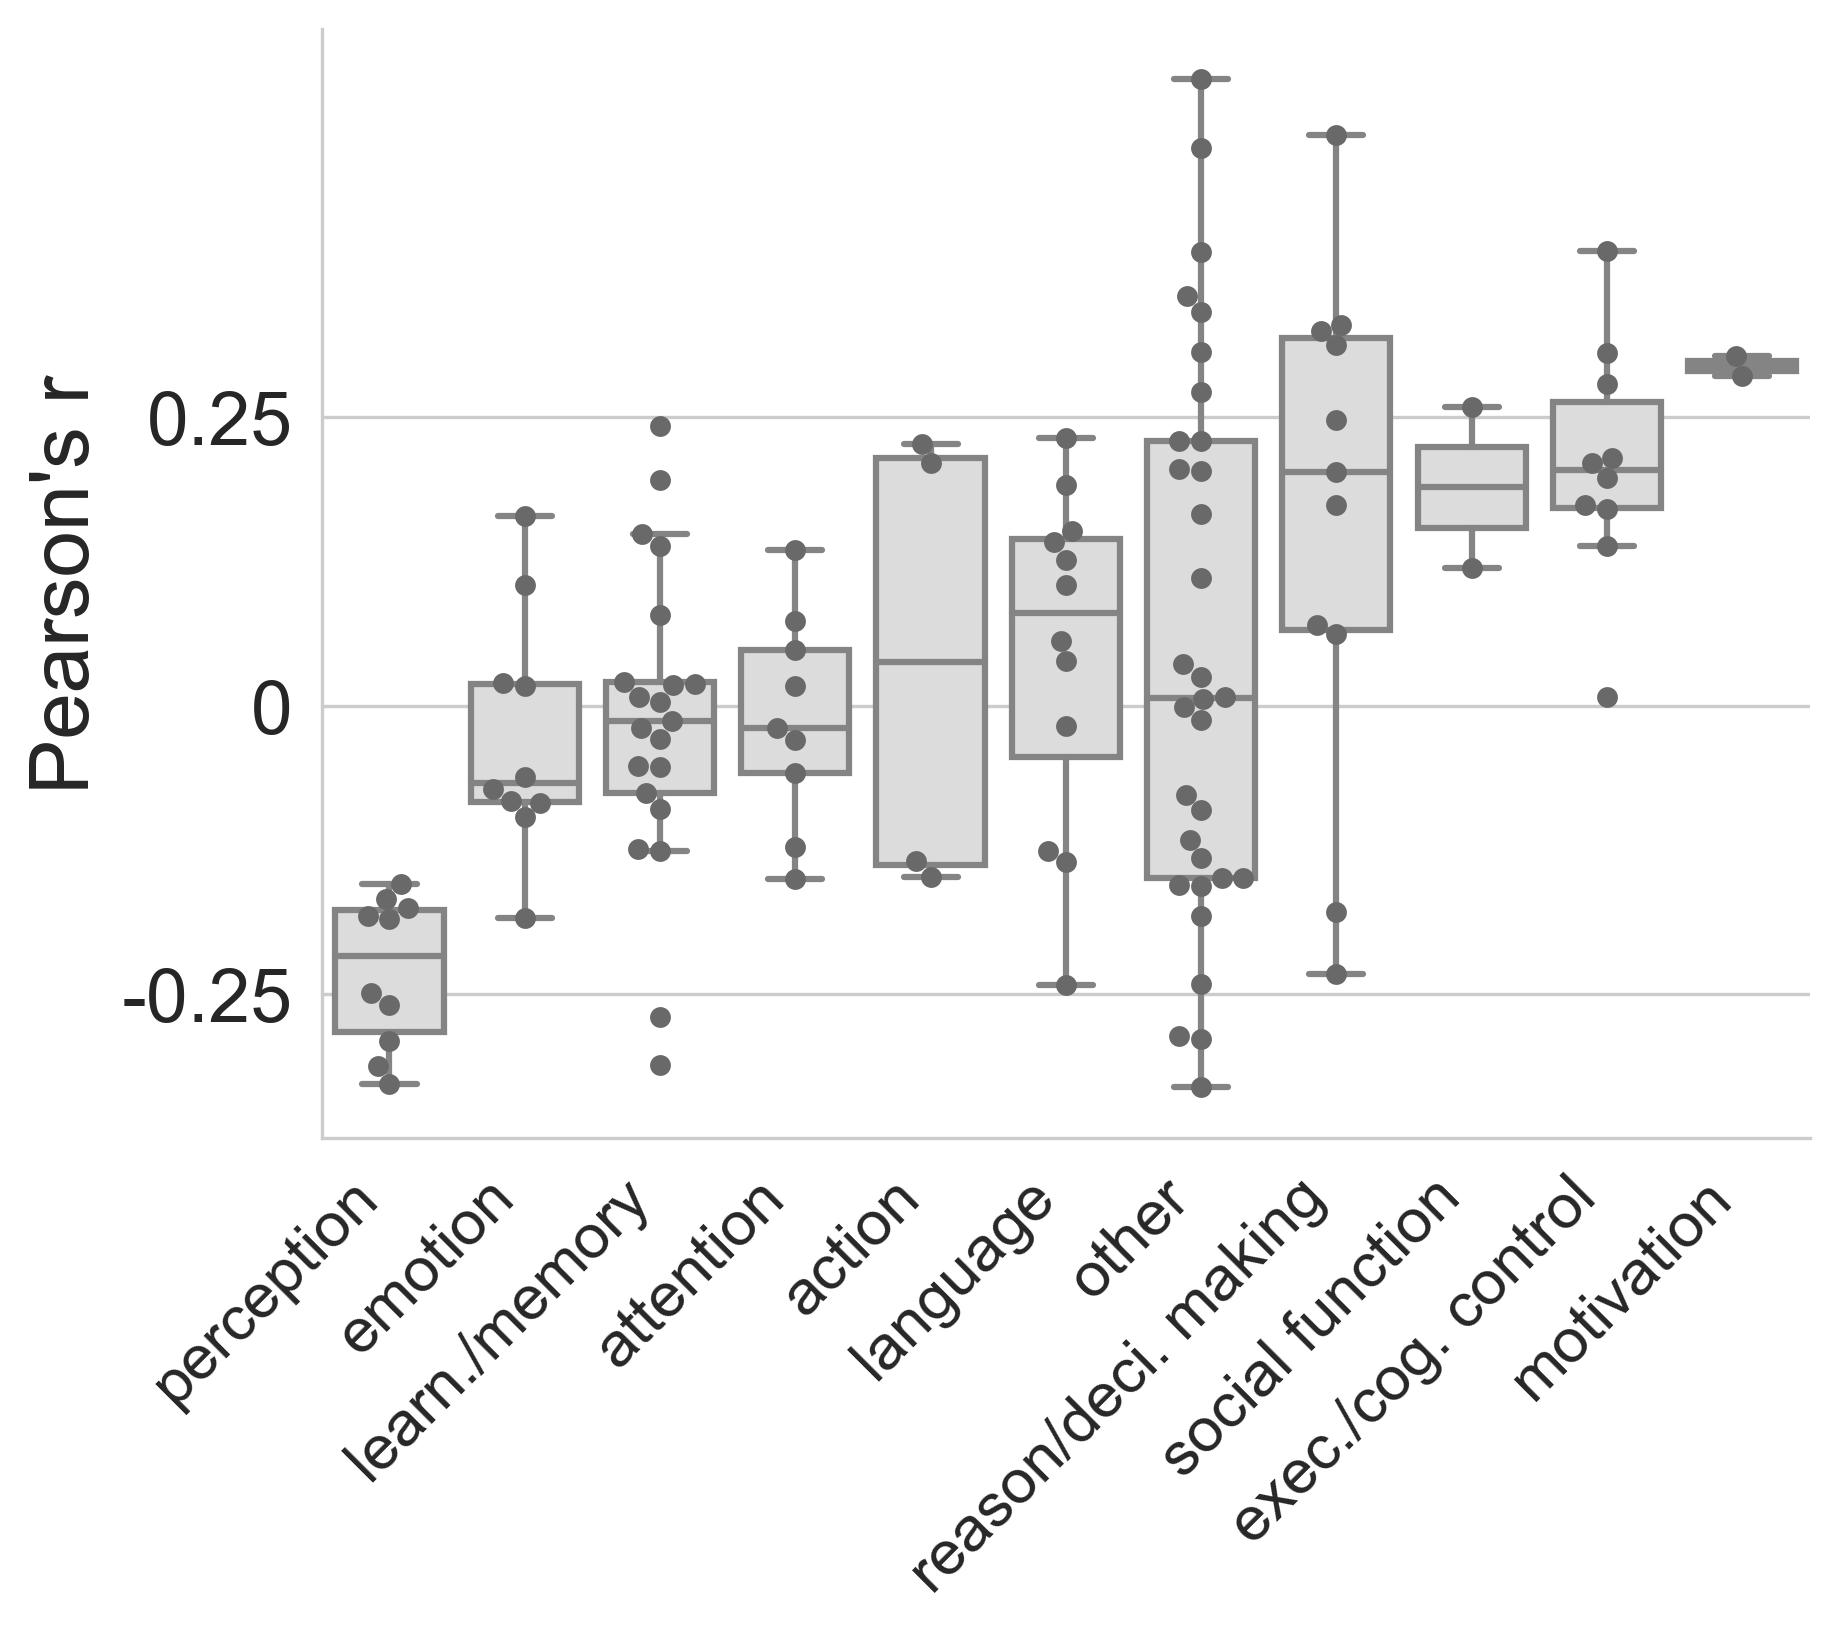 Pearson's r
0.25
0
-0.25
perception
emotion
learn./memory
attention
action
language
other
reason/deci. making
social function
exec./cog. control
motivation